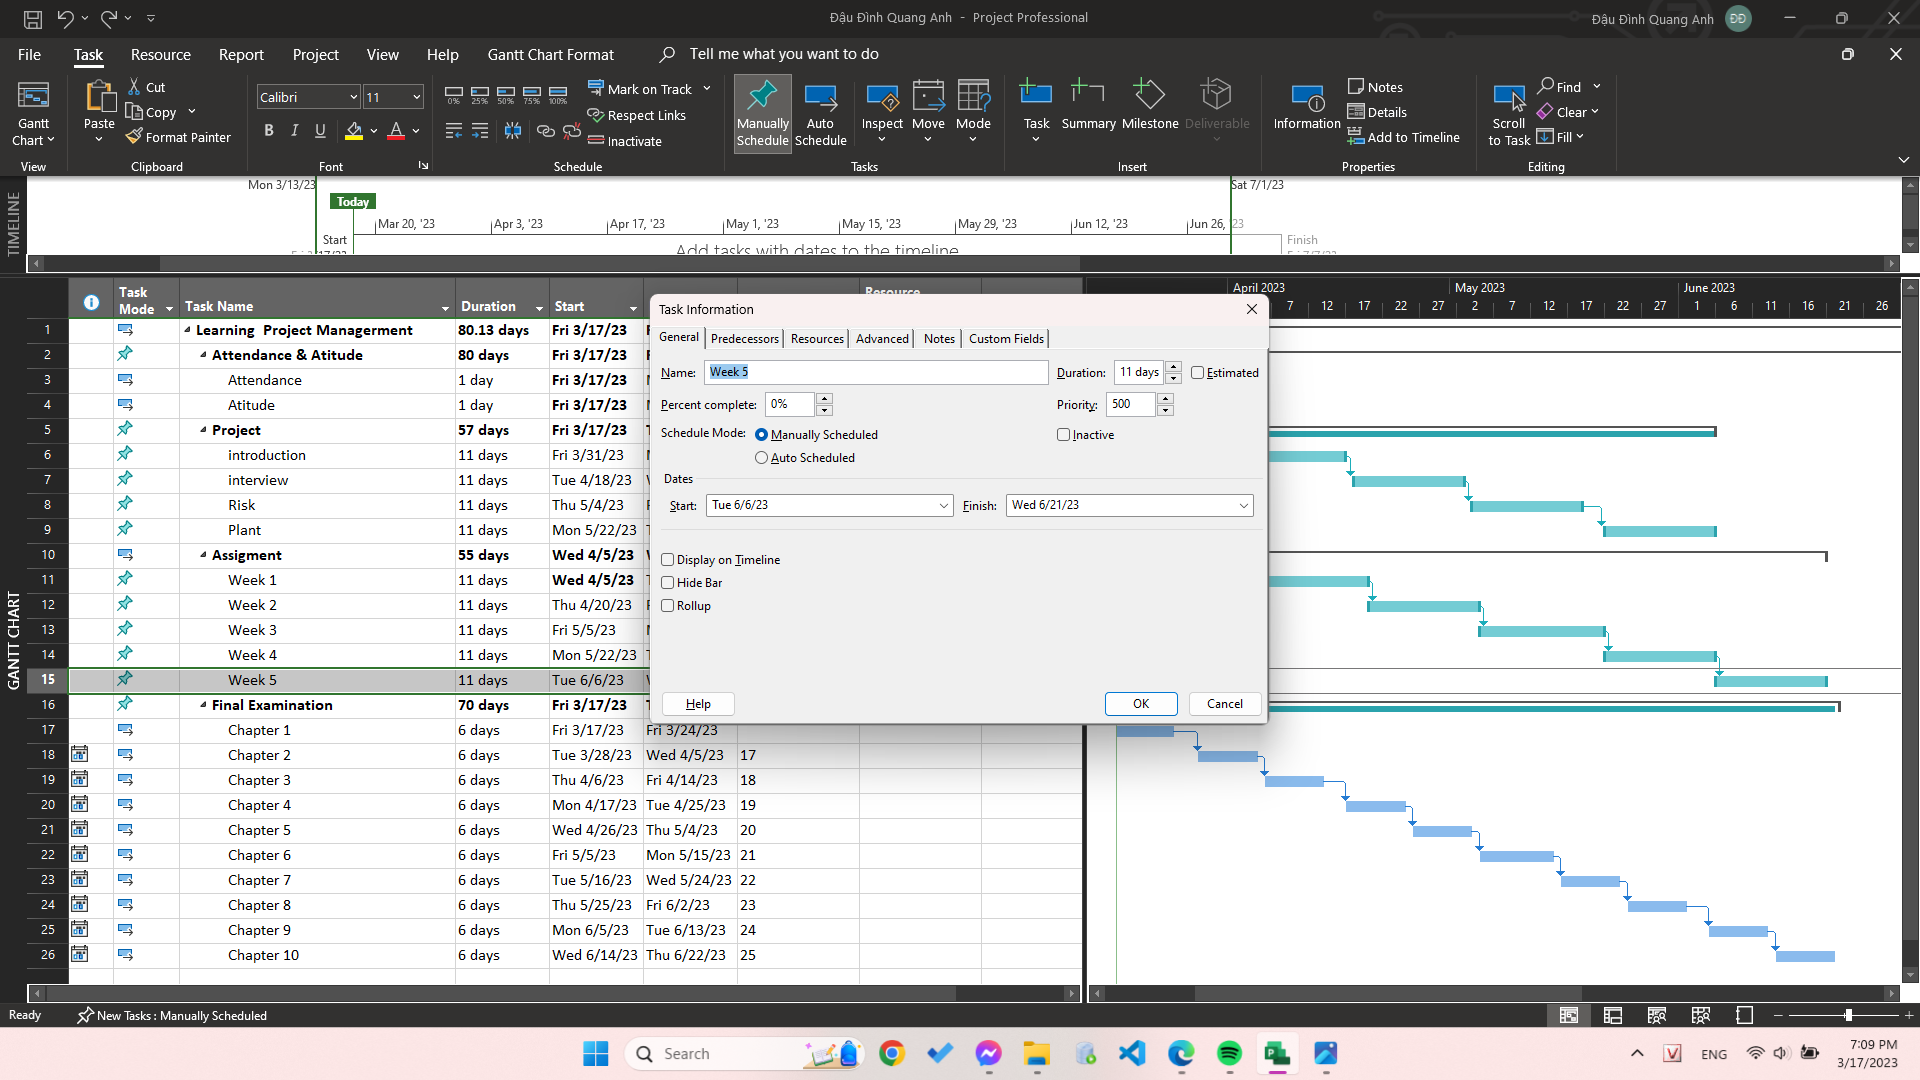 Đậu Đình Quang Anh - Project Professional
Đậu Đình Quang Anh ĐĐ
File Task Resource Report Project View Help Gantt Chart Format Tell me what you want to do
Gantt Chart
View
Paste
Cut
Copy
Format Painter
Clipboard
Calibri 11
B I U A
Font
0% 25% 50% 75% 100%
Mark on Track
Respect Links
Inactivate
Schedule
Manually Schedule
Auto Schedule
Inspect Move Mode
Tasks
Task Summary Milestone Deliverable
Insert
Information
Notes
Details
Add to Timeline
Properties
Scroll to Task
Find
Clear
Fill
Editing
TIMELINE
Mon 3/13/23 Sat 7/1/23
Today
Mar 20, '23 Apr 3, '23 Apr 17, '23 May 1, '23 May 15, '23 May 29, '23 Jun 12, '23 Jun 26, '23
Start Finish
Add tasks with dates to the timeline
GANTT CHART
Task Mode Task Name Duration Start Resource
1 Learning Project Managerment 80.13 days Fri 3/17/23
2 Attendance & Atitude 80 days Fri 3/17/23
3 Attendance 1 day Fri 3/17/23
4 Atitude 1 day Fri 3/17/23
5 Project 57 days Fri 3/17/23
6 introduction 11 days Fri 3/31/23
7 interview 11 days Tue 4/18/23
8 Risk 11 days Thu 5/4/23
9 Plant 11 days Mon 5/22/23
10 Assigment 55 days Wed 4/5/23
11 Week 1 11 days Wed 4/5/23
12 Week 2 11 days Thu 4/20/23
13 Week 3 11 days Fri 5/5/23
14 Week 4 11 days Mon 5/22/23
15 Week 5 11 days Tue 6/6/23
16 Final Examination 70 days Fri 3/17/23
17 Chapter 1 6 days Fri 3/17/23 Fri 3/24/23
18 Chapter 2 6 days Tue 3/28/23 Wed 4/5/23 17
19 Chapter 3 6 days Thu 4/6/23 Fri 4/14/23 18
20 Chapter 4 6 days Mon 4/17/23 Tue 4/25/23 19
21 Chapter 5 6 days Wed 4/26/23 Thu 5/4/23 20
22 Chapter 6 6 days Fri 5/5/23 Mon 5/15/23 21
23 Chapter 7 6 days Tue 5/16/23 Wed 5/24/23 22
24 Chapter 8 6 days Thu 5/25/23 Fri 6/2/23 23
25 Chapter 9 6 days Mon 6/5/23 Tue 6/13/23 24
26 Chapter 10 6 days Wed 6/14/23 Thu 6/22/23 25
April 2023 May 2023 June 2023
7 12 17 22 27 2 7 12 17 22 27 1 6 11 16 21 26
Task Information
General Predecessors Resources Advanced Notes Custom Fields
Name: Week 5 Duration: 11 days Estimated
Percent complete: 0% Priority: 500
Schedule Mode: Manually Scheduled Inactive
Auto Scheduled
Dates
Start: Tue 6/6/23 Finish: Wed 6/21/23
Display on Timeline
Hide Bar
Rollup
Help OK Cancel
Ready New Tasks : Manually Scheduled
Search
ENG
7:09 PM
3/17/2023